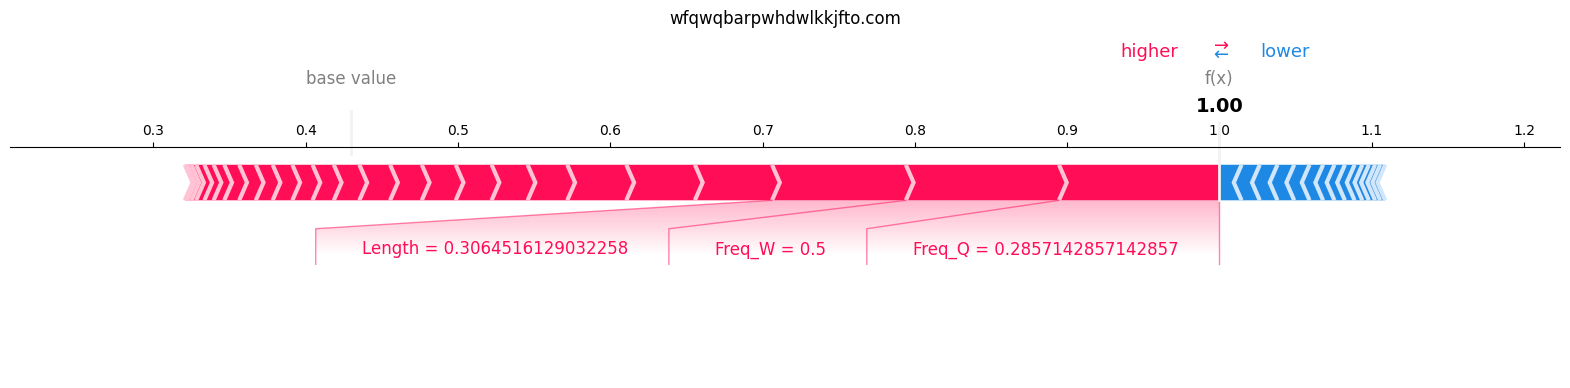 wfqwqbarpwhdwlkkjfto.com
higher ⇄ lower
base value f(x)
1.00
0.3 0.4 0.5 0.6 0.7 0.8 0.9 1.0 1.1 1.2
Length = 0.3064516129032258 Freq_W = 0.5 Freq_Q = 0.2857142857142857